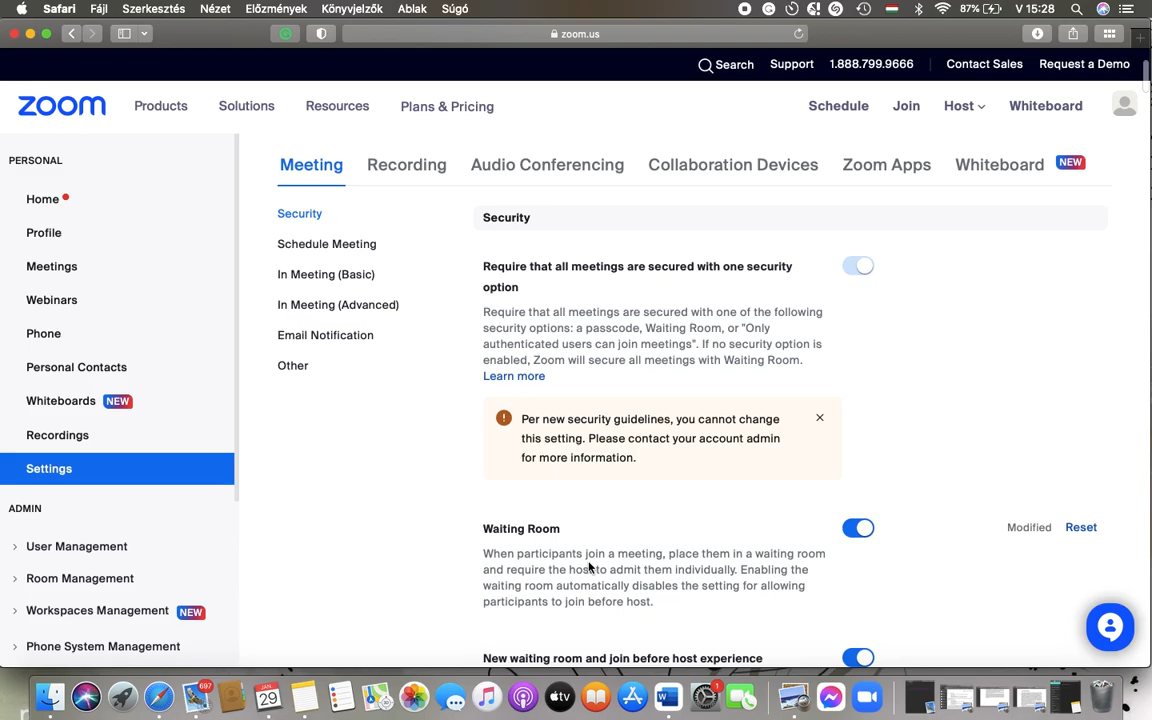 Safari Fájl Szerkesztés Nézet Előzmények Könyvjelzők Ablak Súgó 87% V 15:28
zoom.us
Search Support 1.888.799.9666 Contact Sales Request a Demo
zoom Products Solutions Resources Plans & Pricing Schedule Join Host Whiteboard
PERSONAL
Home
Profile
Meetings
Webinars
Phone
Personal Contacts
Whiteboards NEW
Recordings
Settings
ADMIN
User Management
Room Management
Workspaces Management NEW
Phone System Management
Meeting Recording Audio Conferencing Collaboration Devices Zoom Apps Whiteboard NEW
Security
Schedule Meeting
In Meeting (Basic)
In Meeting (Advanced)
Email Notification
Other
Security
Require that all meetings are secured with one security
option
Require that all meetings are secured with one of the following
security options: a passcode, Waiting Room, or "Only
authenticated users can join meetings". If no security option is
enabled, Zoom will secure all meetings with Waiting Room.
Learn more
Per new security guidelines, you cannot change
this setting. Please contact your account admin
for more information.
Waiting Room Modified Reset
When participants join a meeting, place them in a waiting room
and require the host to admit them individually. Enabling the
waiting room automatically disables the setting for allowing
participants to join before host.
New waiting room and join before host experience
697
JAN
29
tv
W
1